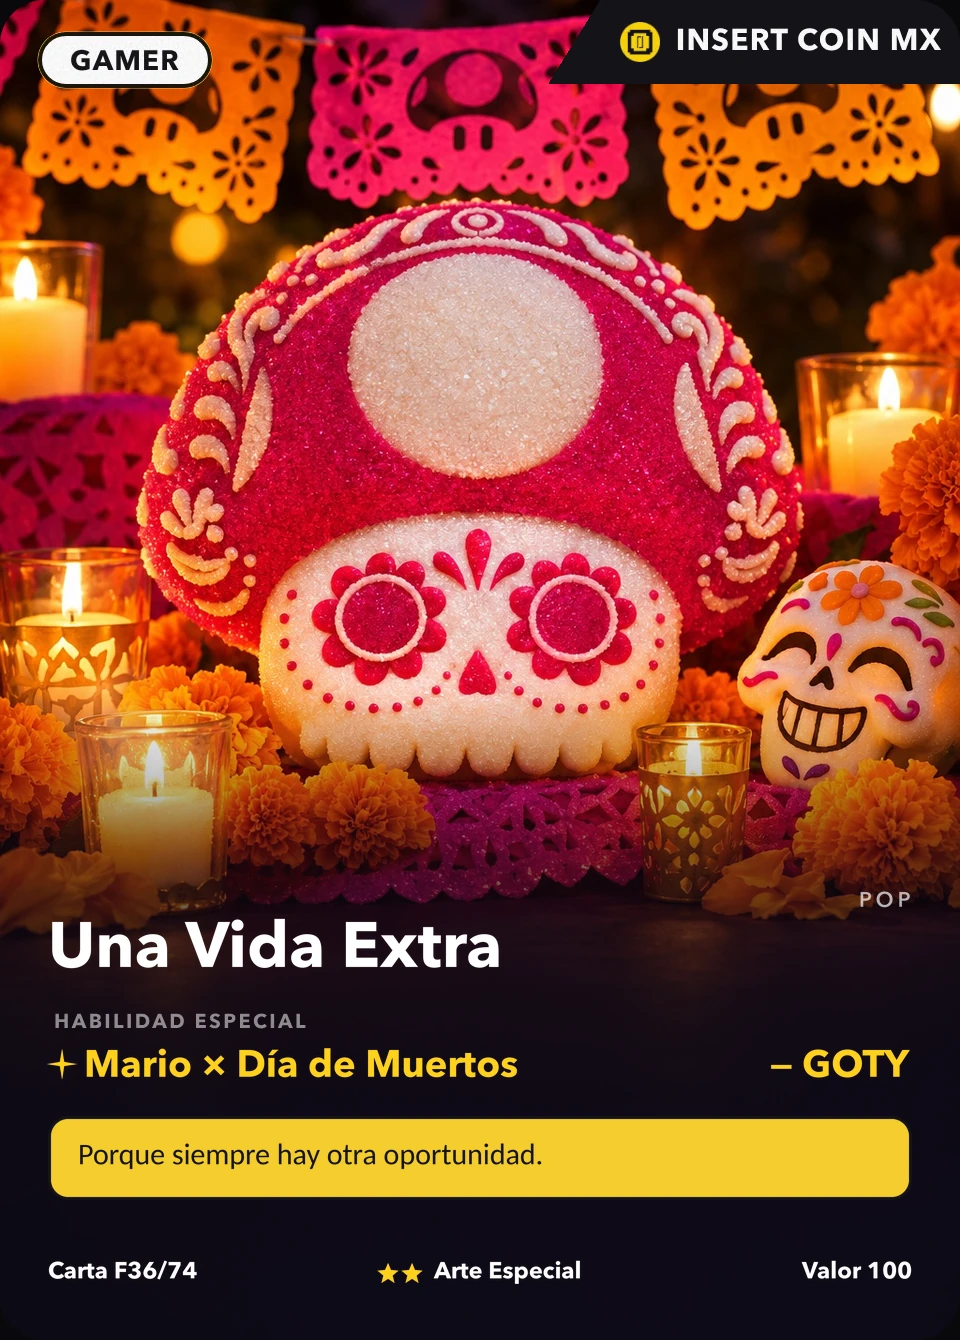 GAMER
INSERT COIN MX
POP
Una Vida Extra
HABILIDAD ESPECIAL
Mario × Día de Muertos
– GOTY
Porque siempre hay otra oportunidad.
Carta F36/74
Arte Especial
Valor 100